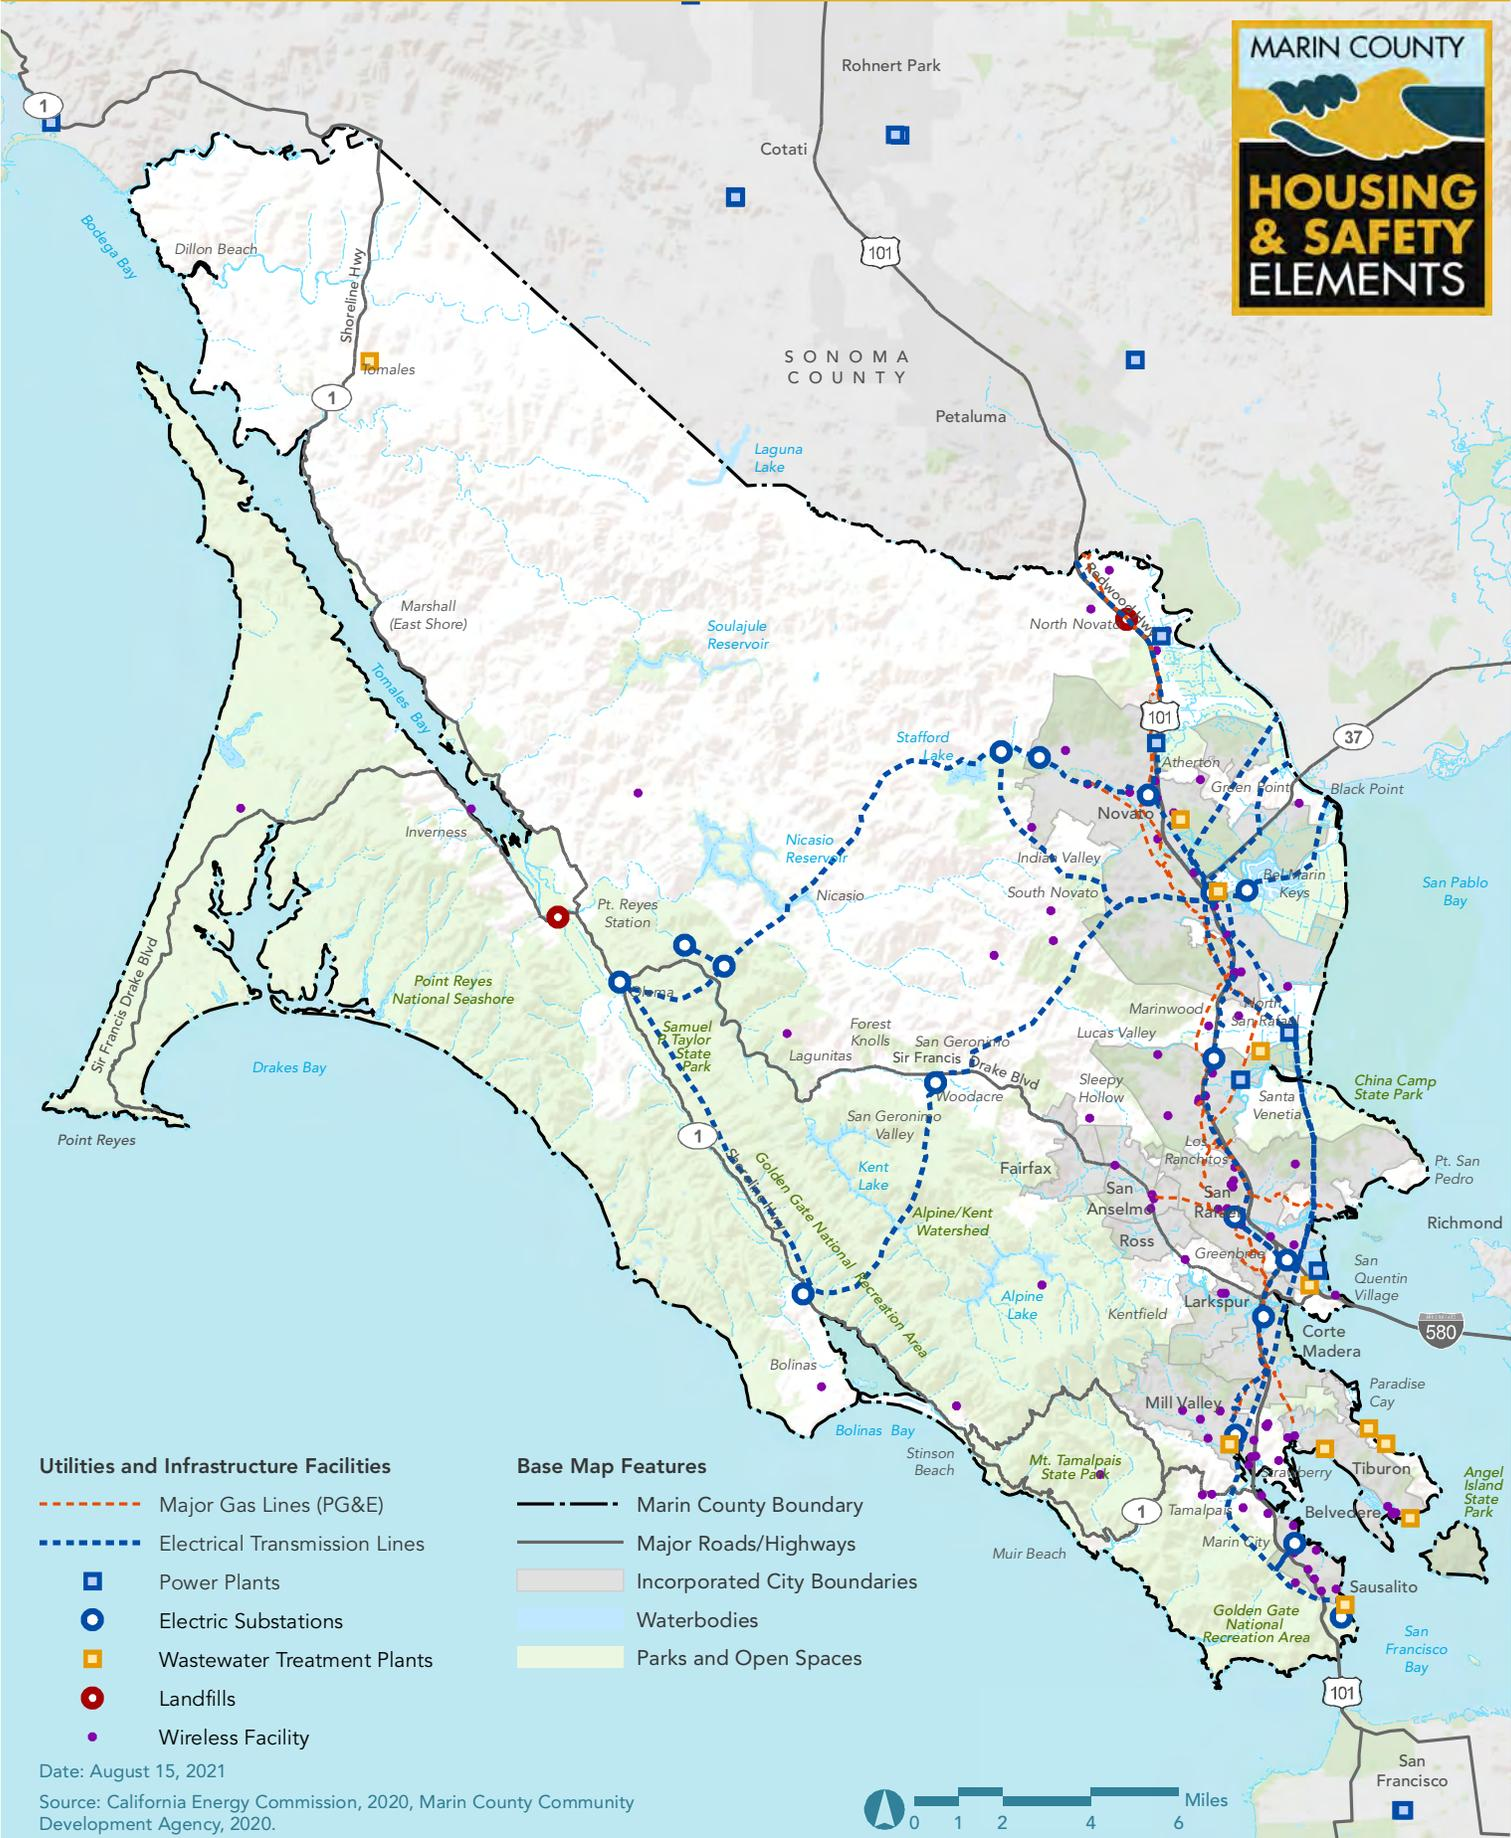 MARIN COUNTY
HOUSING
& SAFETY
ELEMENTS
Rohnert Park
1
Cotati
101
Bodega Bay
Dillon Beach
Shoreline Hwy
SONOMA
COUNTY
Tomales
1
Petaluma
Laguna
Lake
Redwood Hwy
Marshall
(East Shore)
North Novato
Soulajule
Reservoir
Tomales Bay
101
37
Stafford
Lake
Atherton
Green Point
Black Point
Novato
Inverness
Nicasio
Reservoir
Indian Valley
Bel Marin
Keys
South Novato
San Pablo
Bay
Nicasio
Pt. Reyes
Station
Point Reyes
National Seashore
Olema
Sir Francis Drake Blvd
Marinwood
North
San Rafael
Lucas Valley
Samuel
P. Taylor
State
Park
Forest
Knolls
Lagunitas
San Geronimo
Sir Francis Drake Blvd
Drakes Bay
Woodacre
Sleepy
Hollow
Santa
Venetia
China Camp
State Park
San Geronimo
Valley
Point Reyes
1
Shoreline Hwy
Golden Gate National Recreation Area
Kent
Lake
Fairfax
Los
Ranchitos
Pt. San
Pedro
San
Anselmo
San
Rafael
Alpine/Kent
Watershed
Richmond
Ross
Greenbrae
San
Quentin
Village
Alpine
Lake
Kentfield
Larkspur
580
Corte
Madera
Bolinas
Paradise
Cay
Mill Valley
Bolinas Bay
Stinson
Beach
Mt. Tamalpais
State Park
Strawberry
Tiburon
Angel
Island
State
Park
1
Tamalpais
Belvedere
Marin City
Muir Beach
Sausalito
Golden Gate
National
Recreation Area
San
Francisco
Bay
101
San
Francisco
Utilities and Infrastructure Facilities
Major Gas Lines (PG&E)
Electrical Transmission Lines
Power Plants
Electric Substations
Wastewater Treatment Plants
Landfills
Wireless Facility
Base Map Features
Marin County Boundary
Major Roads/Highways
Incorporated City Boundaries
Waterbodies
Parks and Open Spaces
Date: August 15, 2021
Source: California Energy Commission, 2020, Marin County Community
Development Agency, 2020.
Miles
0 1 2 4 6